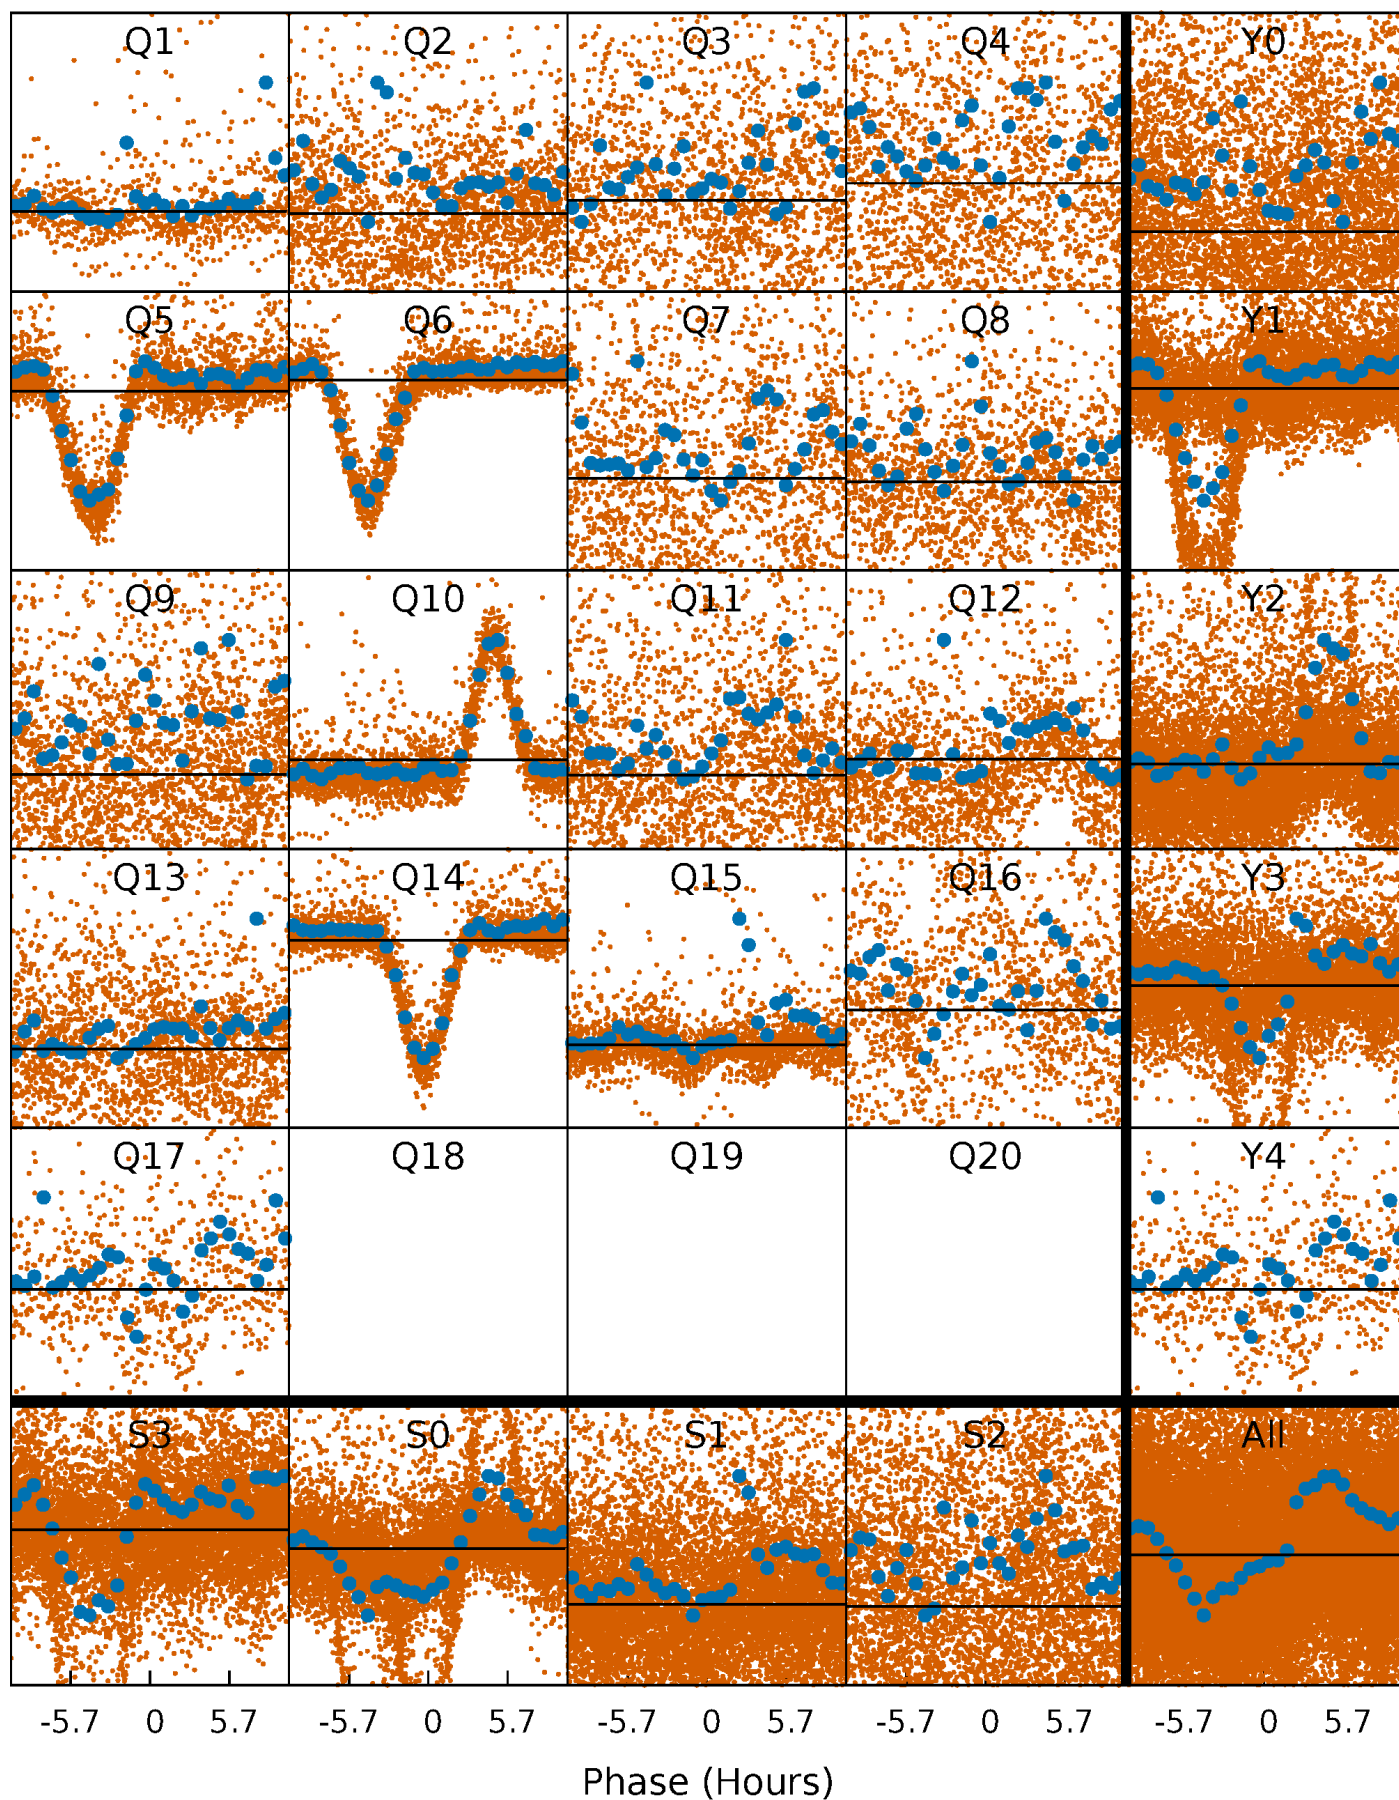 Q1 Q2 Q3 Q4 Y0
Q5 Q6 Q7 Q8 Y1
Q9 Q10 Q11 Q12 Y2
Q13 Q14 Q15 Q16 Y3
Q17 Q18 Q19 Q20 Y4
S3 S0 S1 S2 All
-5.7 0 5.7 -5.7 0 5.7 -5.7 0 5.7 -5.7 0 5.7 -5.7 0 5.7
Phase (Hours)